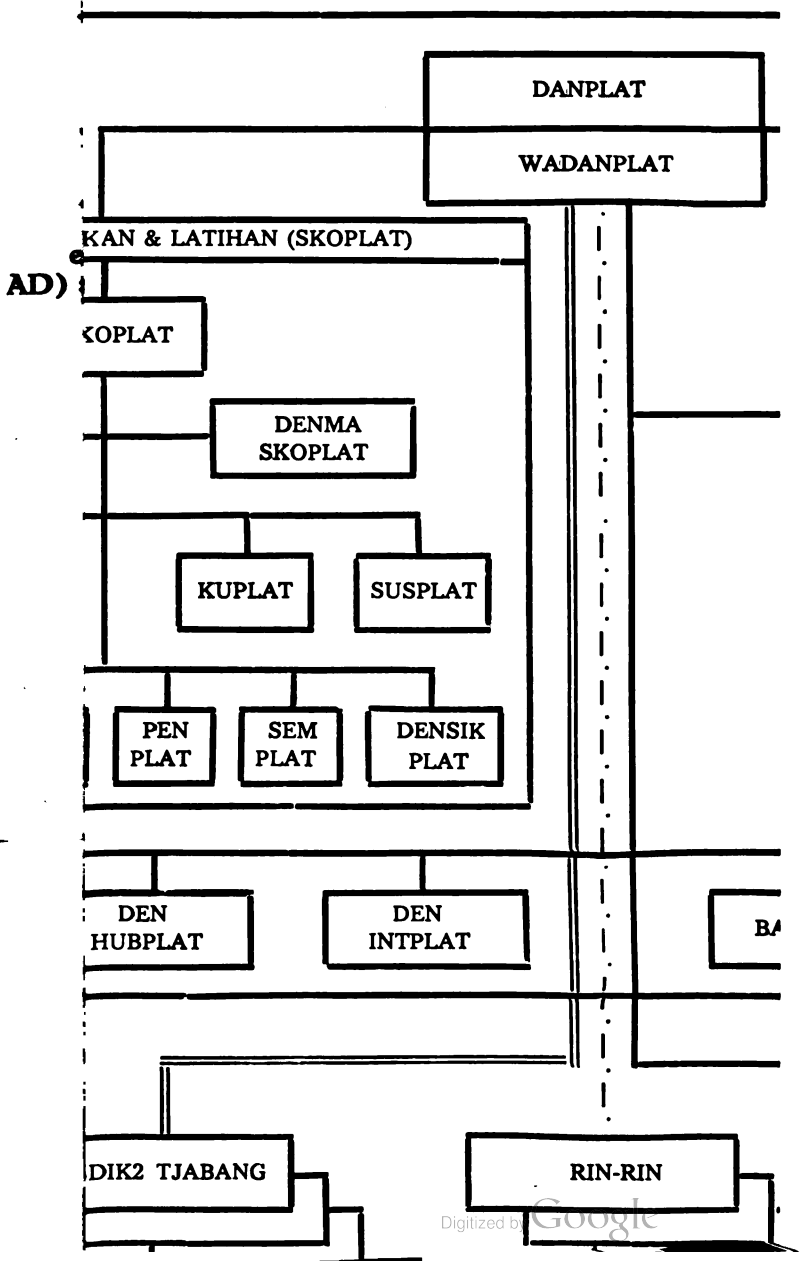 DANPLAT
WADANPLAT
KAN & LATIHAN (SKOPLAT)
AD) :
KOPLAT
DENMA
SKOPLAT
KUPLAT
SUSPLAT
PEN
PLAT
SEM
PLAT
DENSIK
PLAT
DEN
HUBPLAT
DEN
INTPLAT
BA
DIK2 TJABANG
RIN-RIN
Digitized by Google